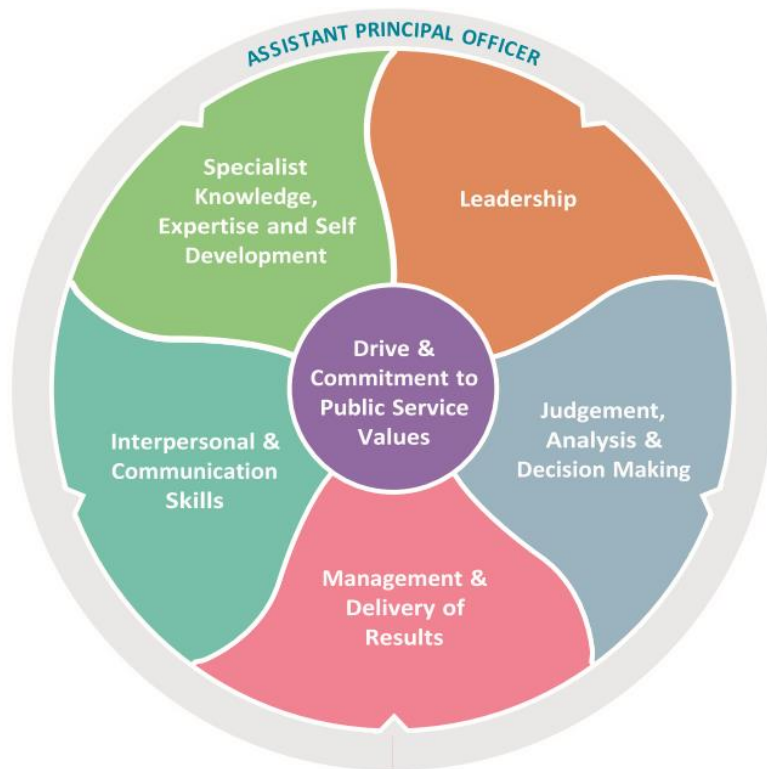 ASSISTANT PRINCIPAL OFFICER
Specialist
Knowledge,
Expertise and Self
Development
Leadership
Drive &
Commitment to
Public Service
Values
Judgement,
Analysis &
Decision Making
Interpersonal &
Communication
Skills
Management &
Delivery of
Results